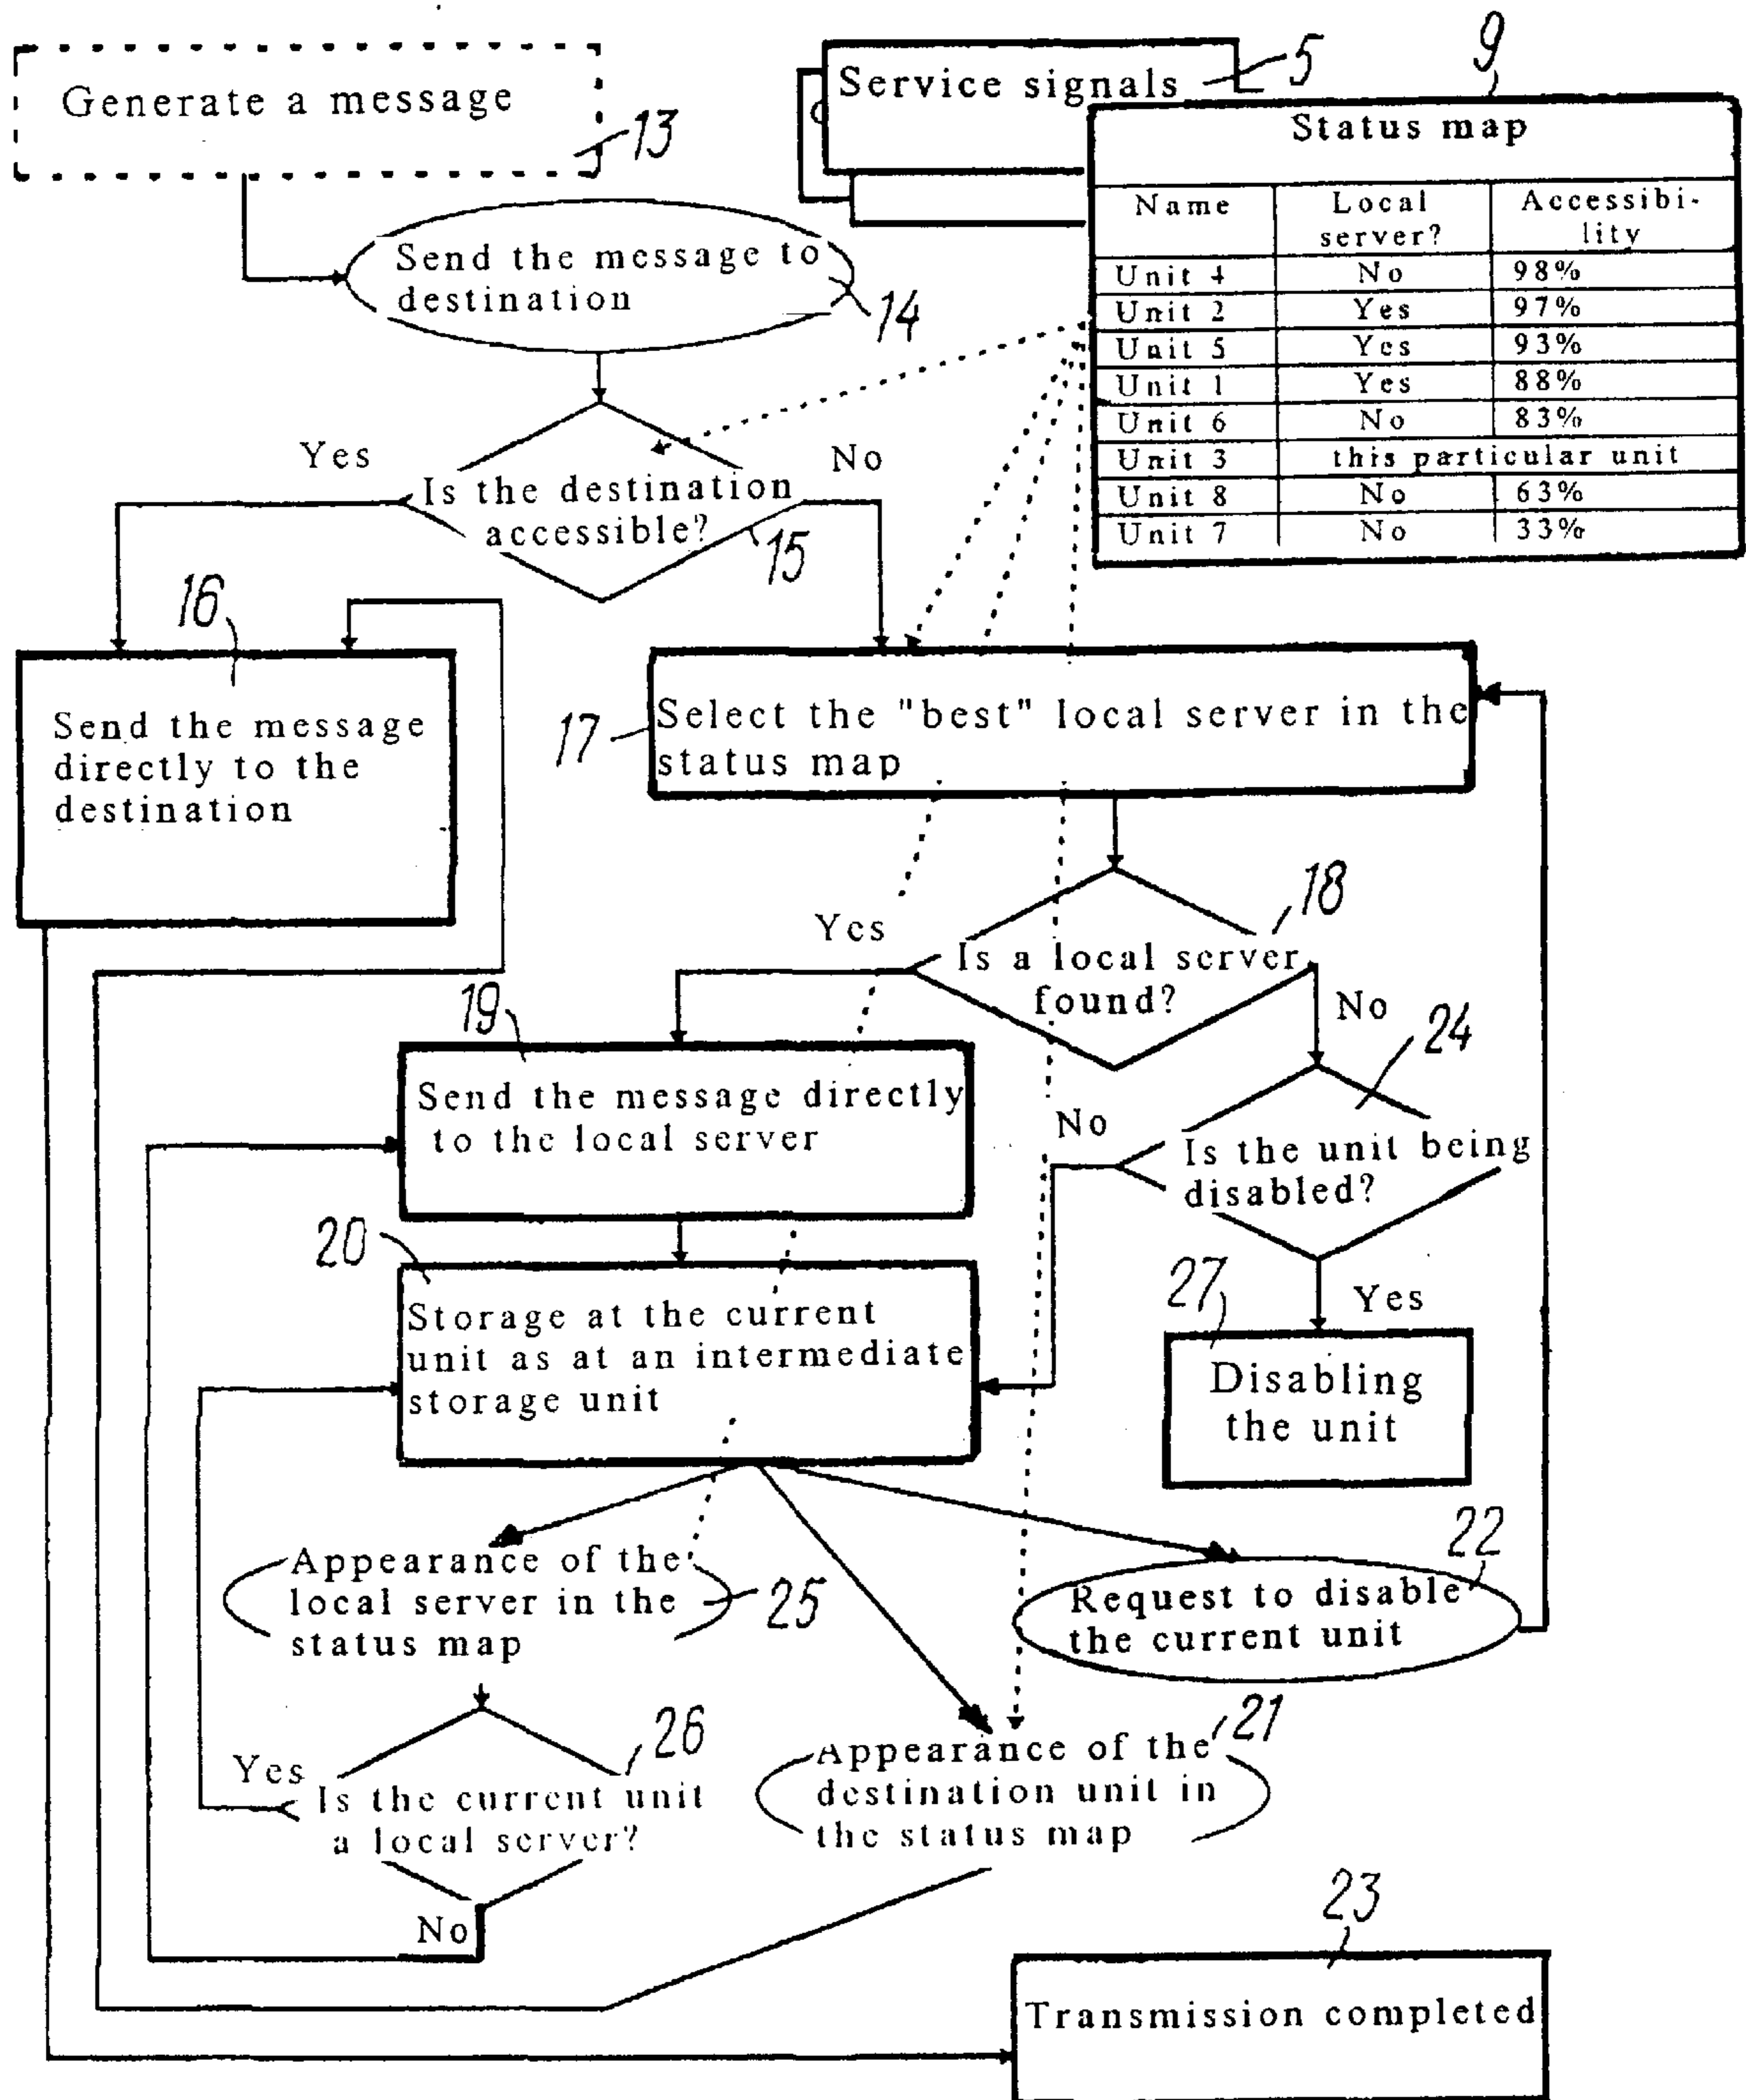 Generate a message
13
Service signals
5
9
Status map
Name Local server? Accessibi-lity
Unit 4 No 98%
Unit 2 Yes 97%
Unit 5 Yes 93%
Unit 1 Yes 88%
Unit 6 No 83%
Unit 3 this particular unit
Unit 8 No 63%
Unit 7 No 33%
Send the message to
destination
14
Yes
No
Is the destination
accessible?
15
16
Send the message
directly to the
destination
17
Select the "best" local server in the
status map
18
Yes
Is a local server
found?
No
19
Send the message directly
to the local server
24
No
Is the unit being
disabled?
Yes
20
Storage at the current
unit as at an intermediate
storage unit
27
Disabling
the unit
Appearance of the
local server in the
status map
25
22
Request to disable
the current unit
26
Yes
Is the current unit
a local server?
No
21
Appearance of the
destination unit in
the status map
23
Transmission completed